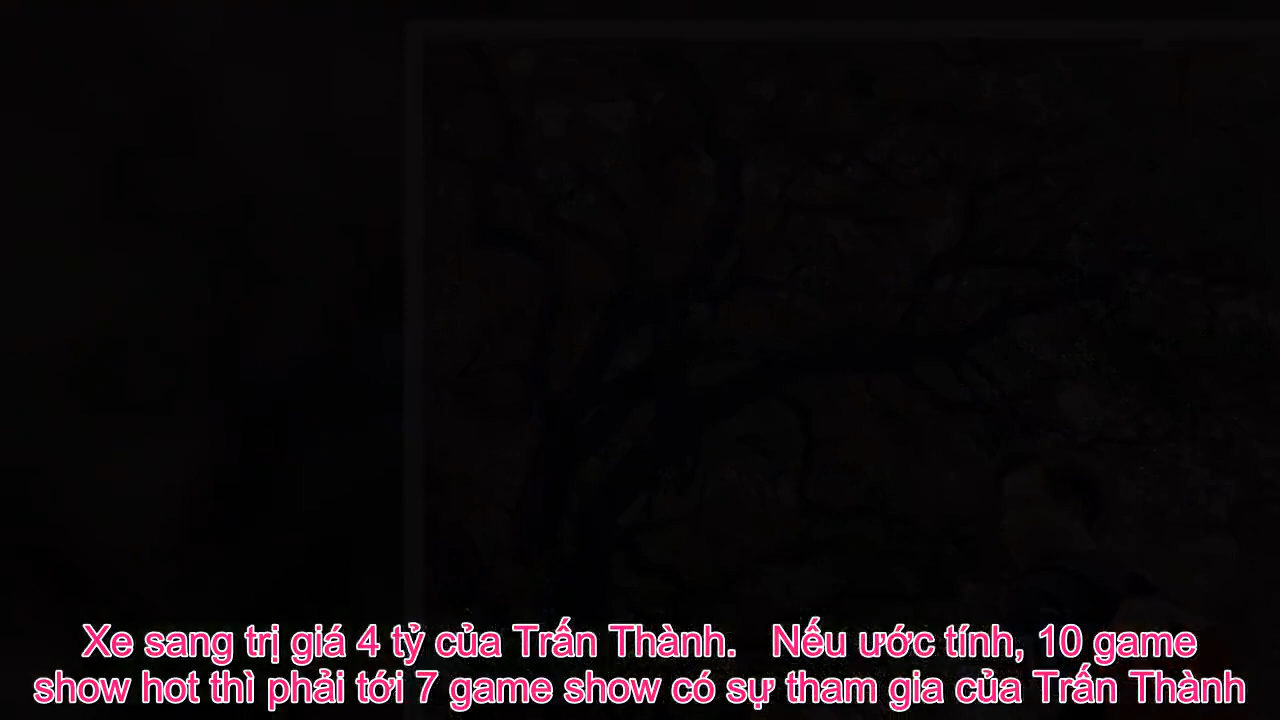 Xe sang trị giá 4 tỷ của Trấn Thành. Nếu ước tính, 10 game
show hot thì phải tới 7 game show có sự tham gia của Trấn Thành